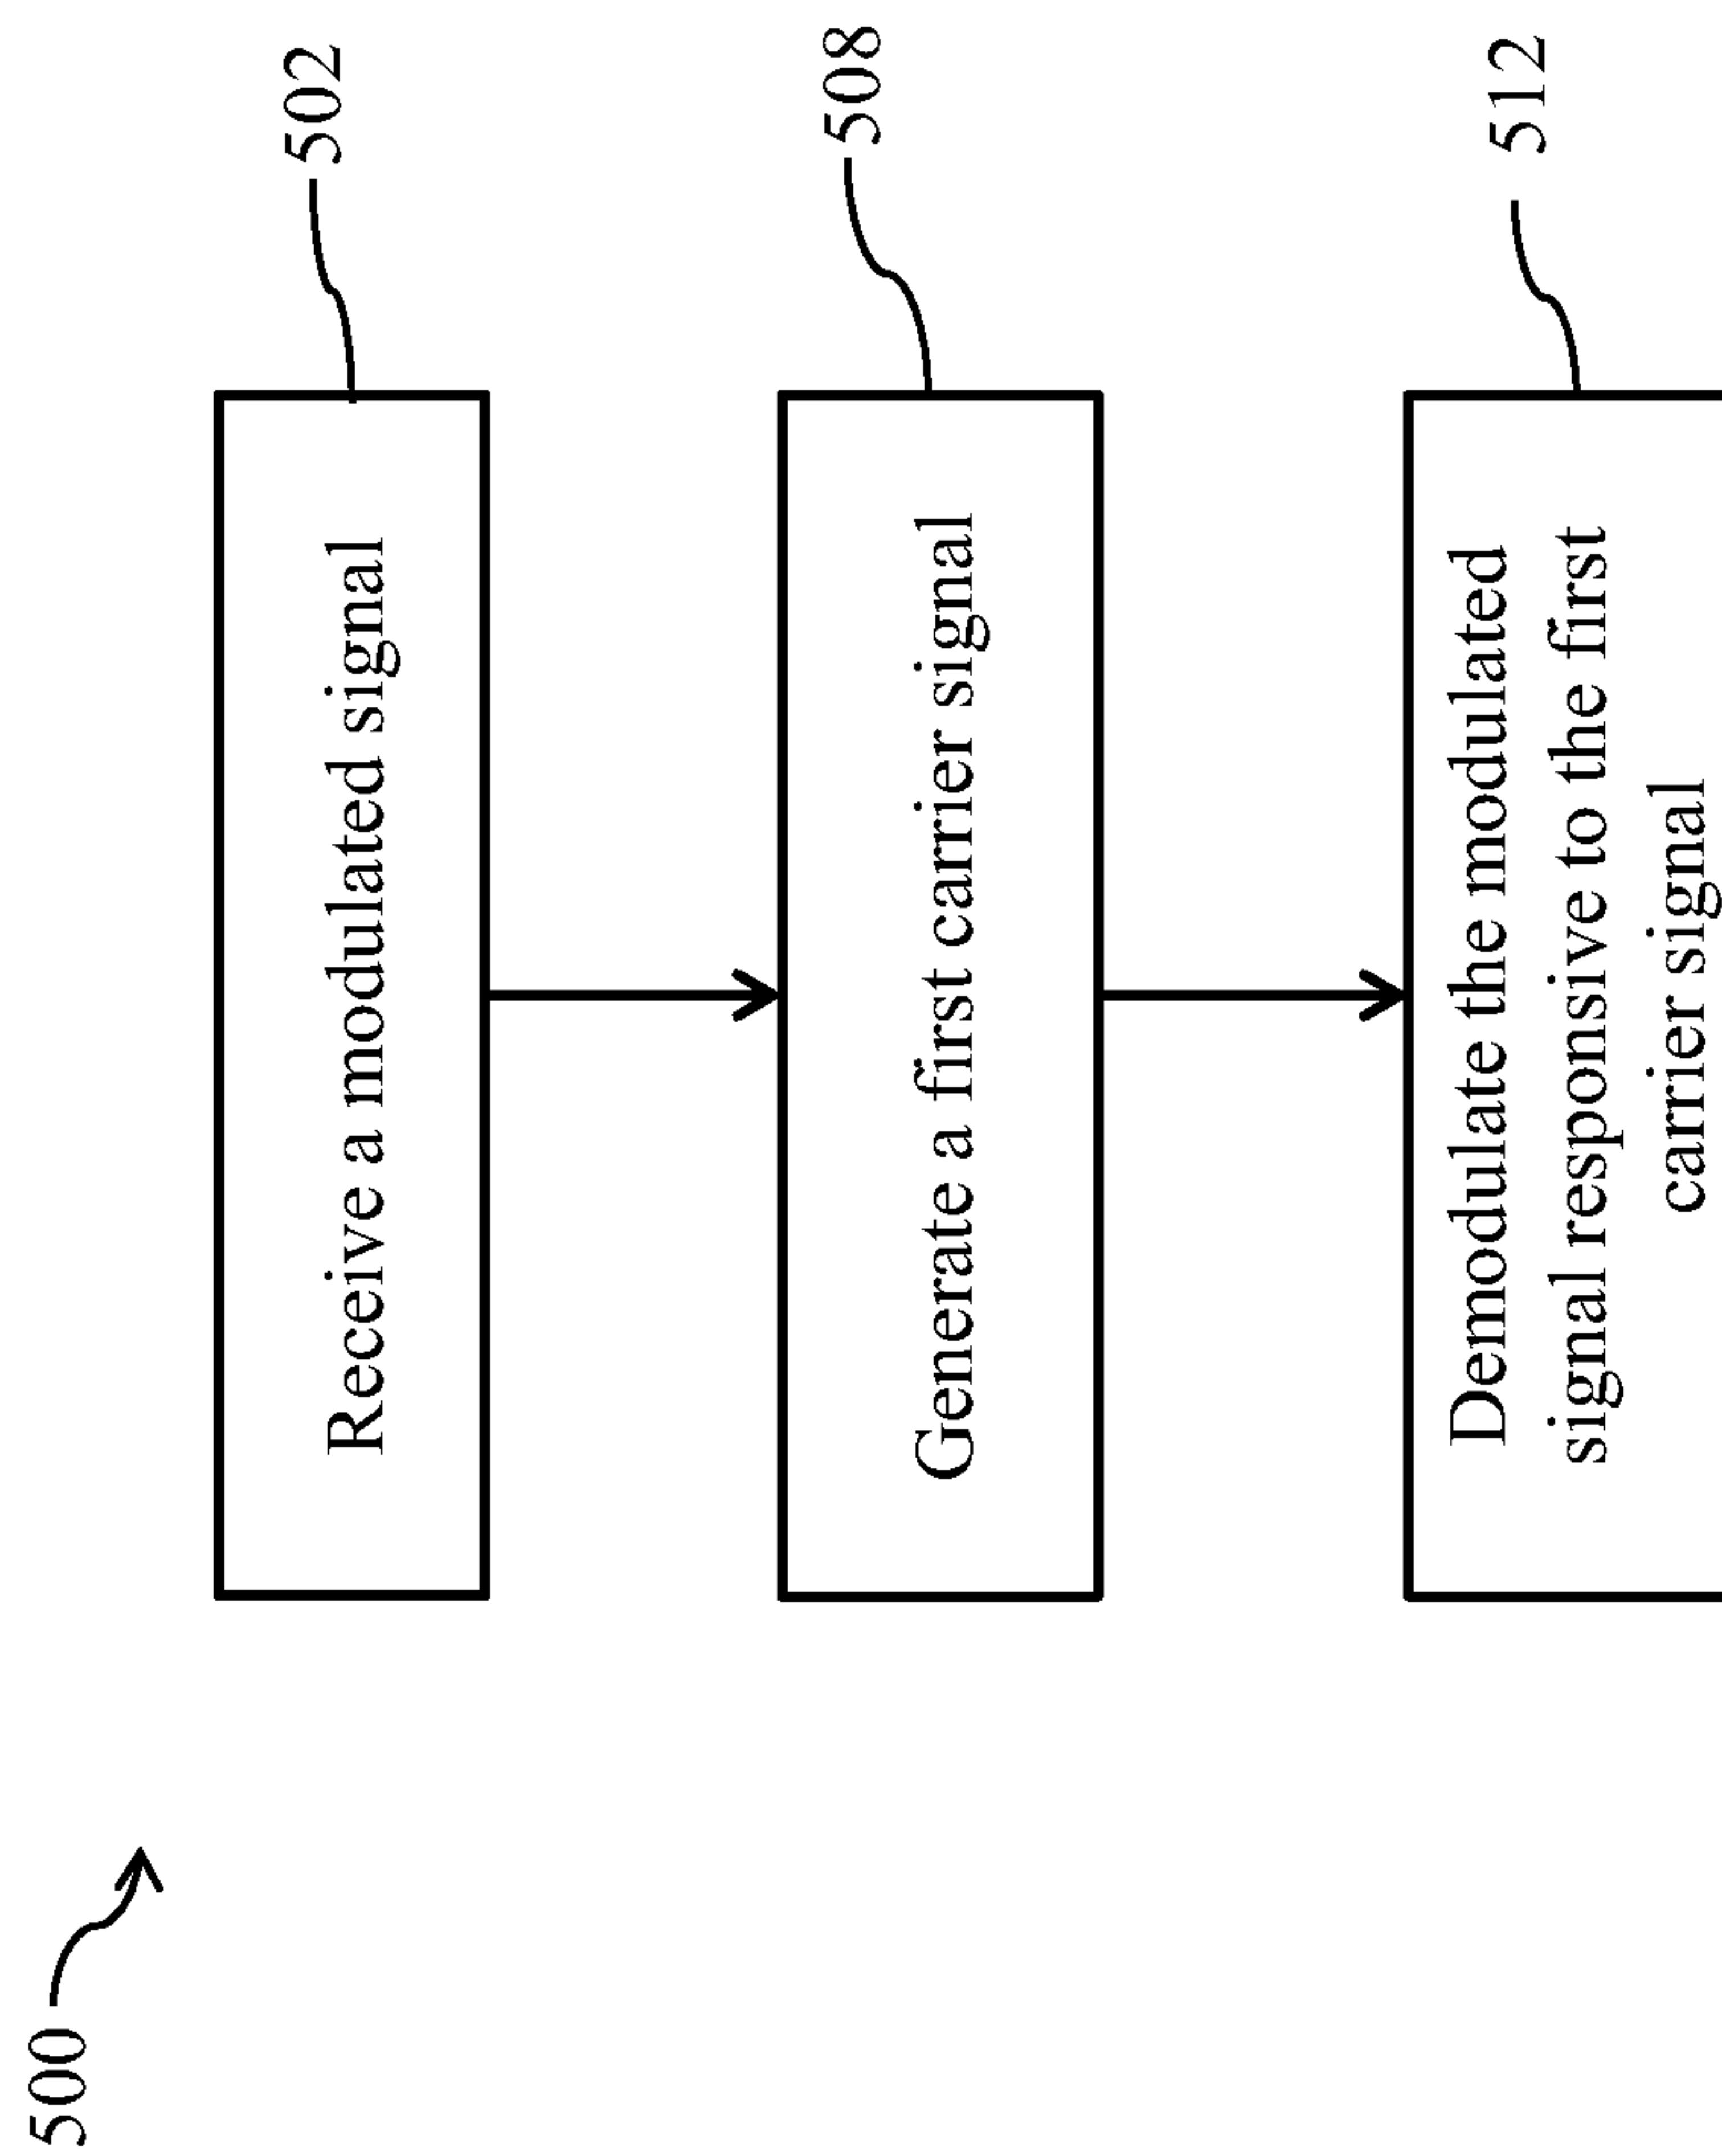 500
Receive a modulated signal
502
Generate a first carrier signal
508
Demodulate the modulated
signal responsive to the first
carrier signal
512